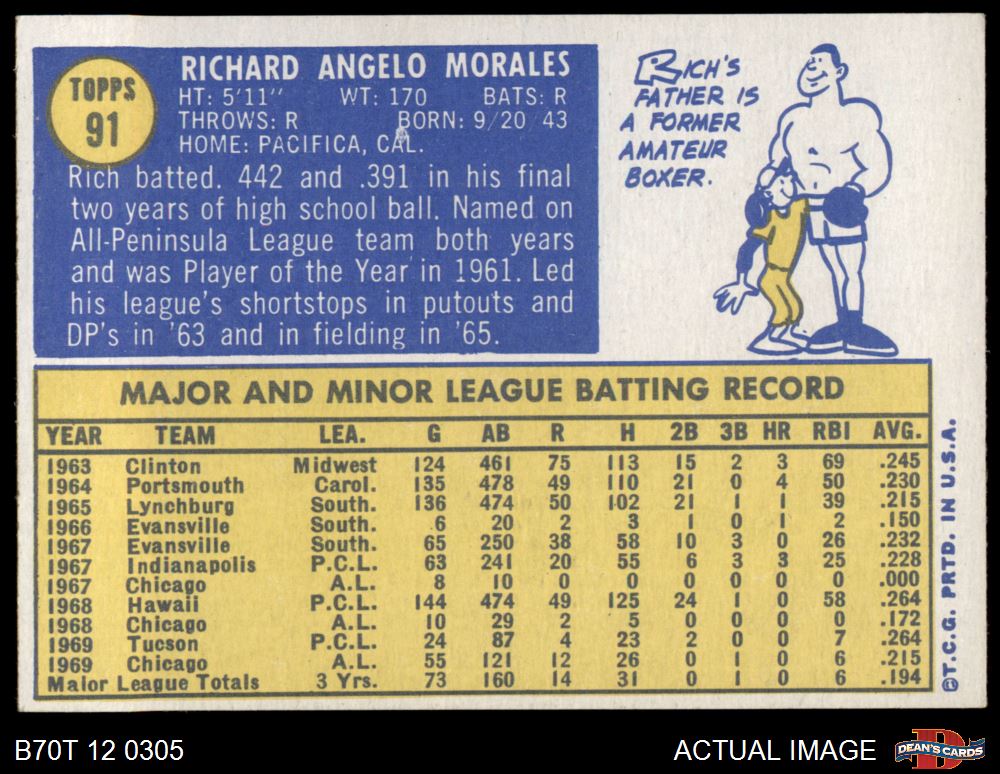 TOPPS
91
RICHARD ANGELO MORALES
HT: 5'11" WT: 170 BATS: R
THROWS: R BORN: 9/20 43
HOME: PACIFICA, CAL.
Rich batted. 442 and .391 in his final
two years of high school ball. Named on
All-Peninsula League team both years
and was Player of the Year in 1961. Led
his league's shortstops in putouts and
DP's in '63 and in fielding in '65.
RICH'S
FATHER IS
A FORMER
AMATEUR
BOXER.
MAJOR AND MINOR LEAGUE BATTING RECORD
YEAR TEAM LEA. G AB R H 2B 3B HR RBI AVG.
1963 Clinton Midwest 124 461 75 113 15 2 3 69 .245
1964 Portsmouth Carol. 135 478 49 110 21 0 4 50 .230
1965 Lynchburg South. 136 474 50 102 21 1 1 39 .215
1966 Evansville South. 6 20 2 3 1 0 1 2 .150
1967 Evansville South. 65 250 38 58 10 3 0 26 .232
1967 Indianapolis P.C.L. 63 241 20 55 6 3 3 25 .228
1967 Chicago A.L. 8 10 0 0 0 0 0 0 .000
1968 Hawaii P.C.L. 144 474 49 125 24 1 0 58 .264
1968 Chicago A.L. 10 29 2 5 0 0 0 0 .172
1969 Tucson P.C.L. 24 87 4 23 2 0 0 7 .264
1969 Chicago A.L. 55 121 12 26 0 1 0 6 .215
Major League Totals 3 Yrs. 73 160 14 31 0 1 0 6 .194
©T.C.G. PRTD. IN U.S.A.
B70T 12 0305
ACTUAL IMAGE
DEAN'S CARDS